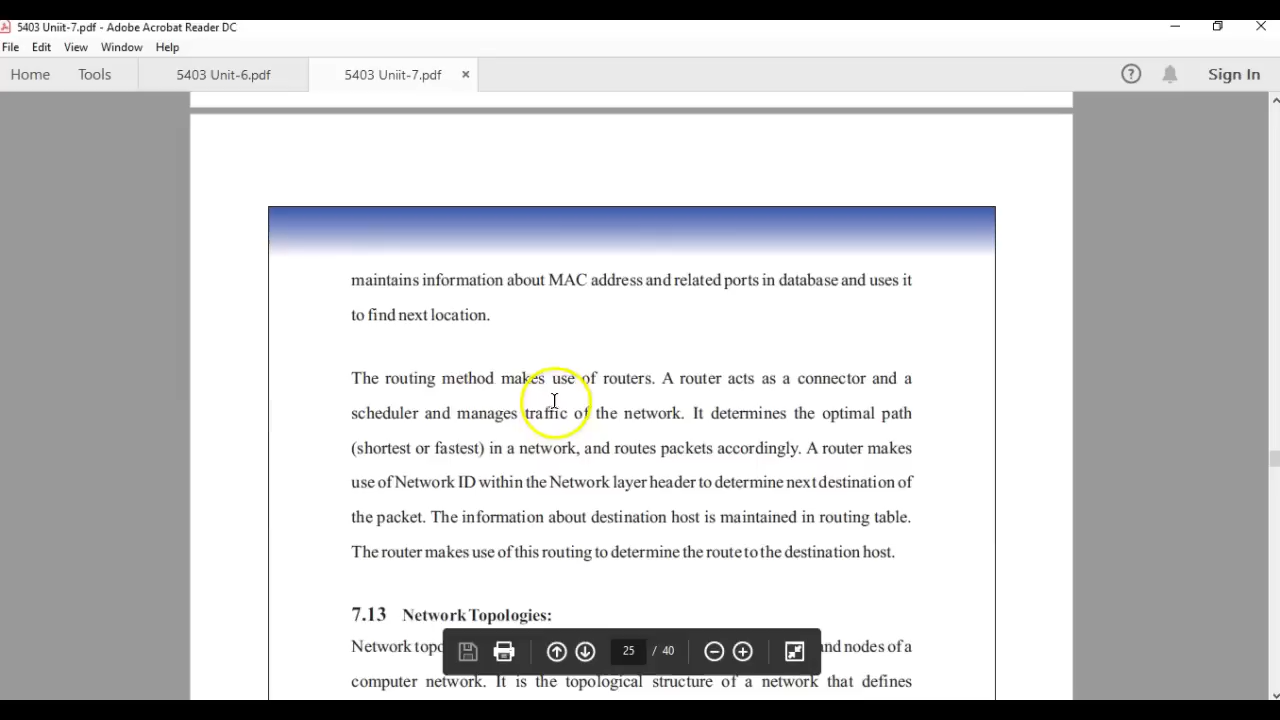 5403 Uniit-7.pdf - Adobe Acrobat Reader DC
File Edit View Window Help
Home Tools 5403 Unit-6.pdf 5403 Uniit-7.pdf × ? Sign In
maintains information about MAC address and related ports in database and uses it
to find next location.
The routing method makes use of routers. A router acts as a connector and a
scheduler and manages traffic of the network. It determines the optimal path
(shortest or fastest) in a network, and routes packets accordingly. A router makes
use of Network ID within the Network layer header to determine next destination of
the packet. The information about destination host is maintained in routing table.
The router makes use of this routing to determine the route to the destination host.
7.13 Network Topologies:
Network and nodes of a
25 / 40
computer network. It is the topological structure of a network that defines